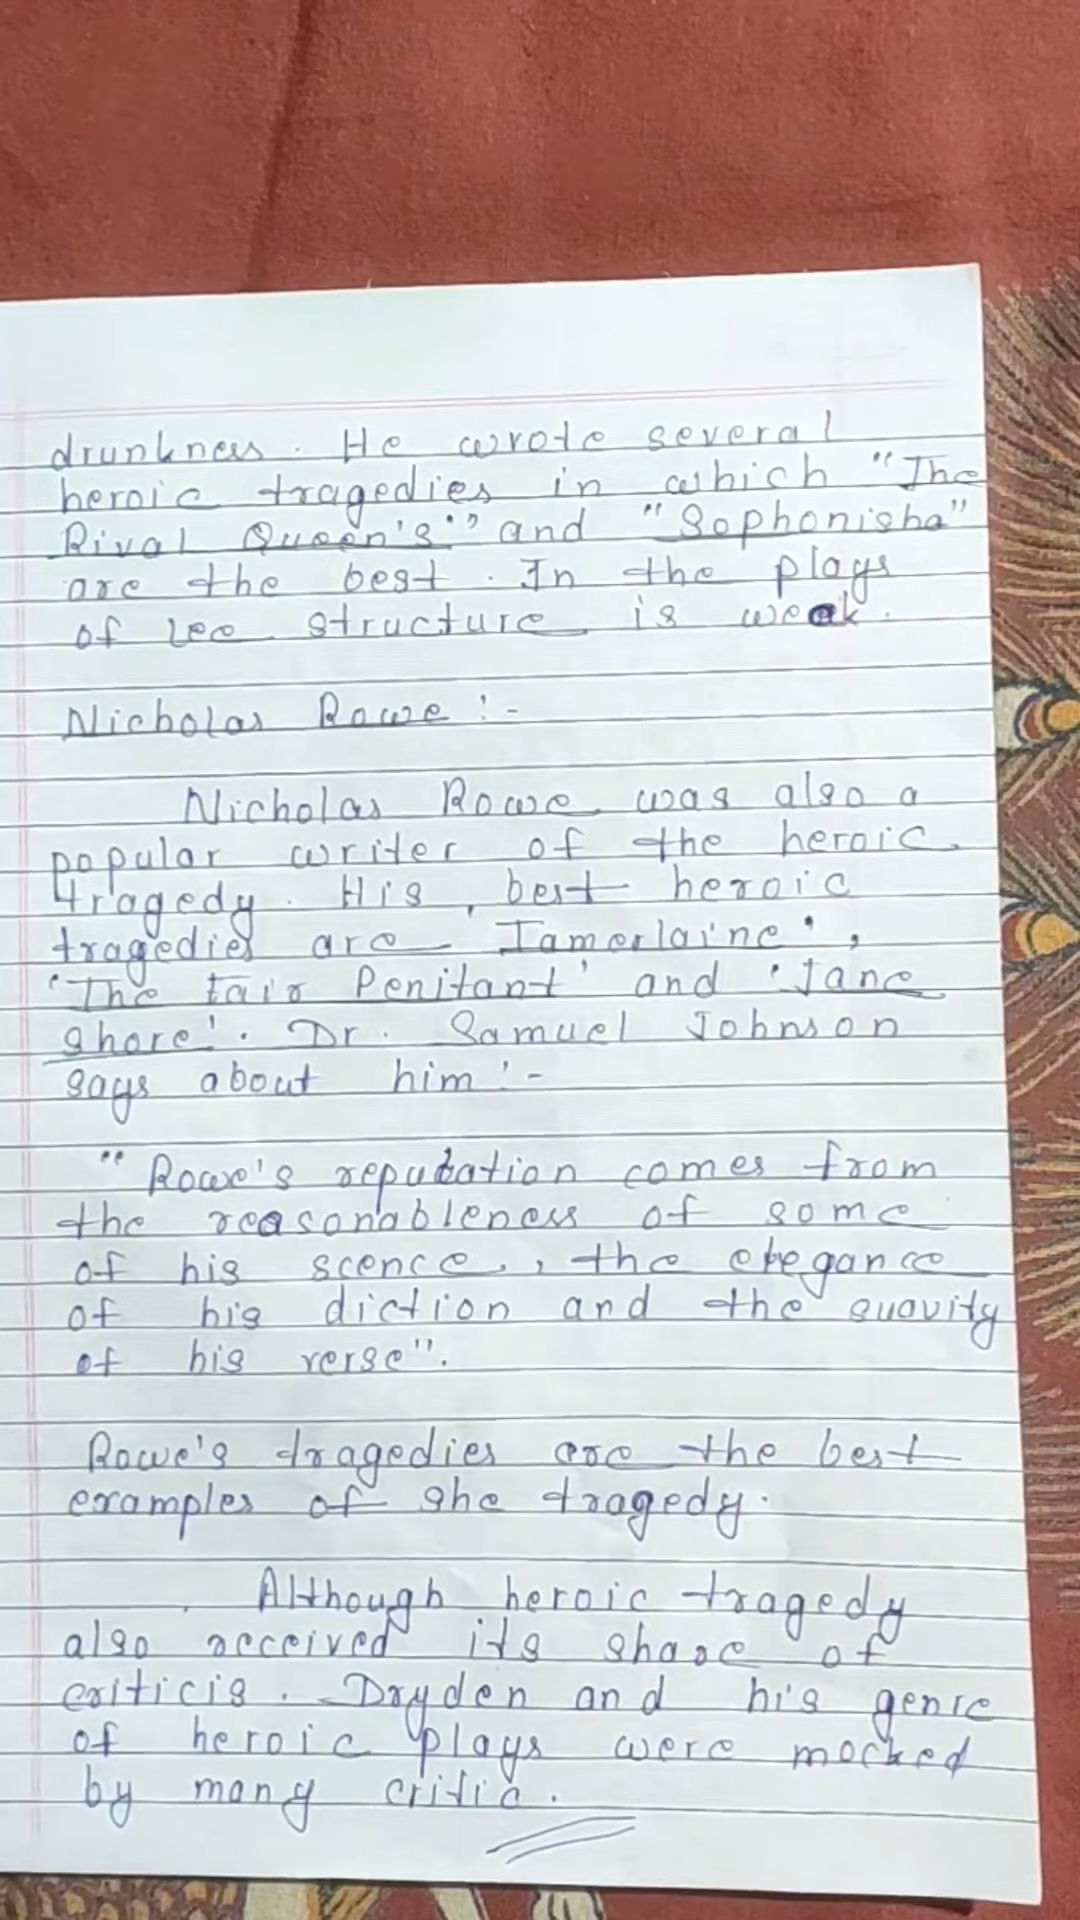 drunkness. He wrote several
heroic tragedies in which "The
Rival Queen's" and "Sophonisba"
are the best. In the plays
of Lee structure is weak.
Nicholas Rowe :-
Nicholas Rowe was also a
popular writer of the heroic
tragedy. His best heroic
tragedies are Tamerlaine',
'The Fair Penitant' and 'Jane
Shore'. Dr. Samuel Johnson
says about him :-
"Rowe's reputation comes from
the reasonableness of some
of his scence, the elegance
of his diction and the suavity
of his verse".
Rowe's tragedies are the best
examples of she tragedy.
Although heroic tragedy
also received its share of
criticis. Dryden and his genre
of heroic plays were mocked
by many critic.